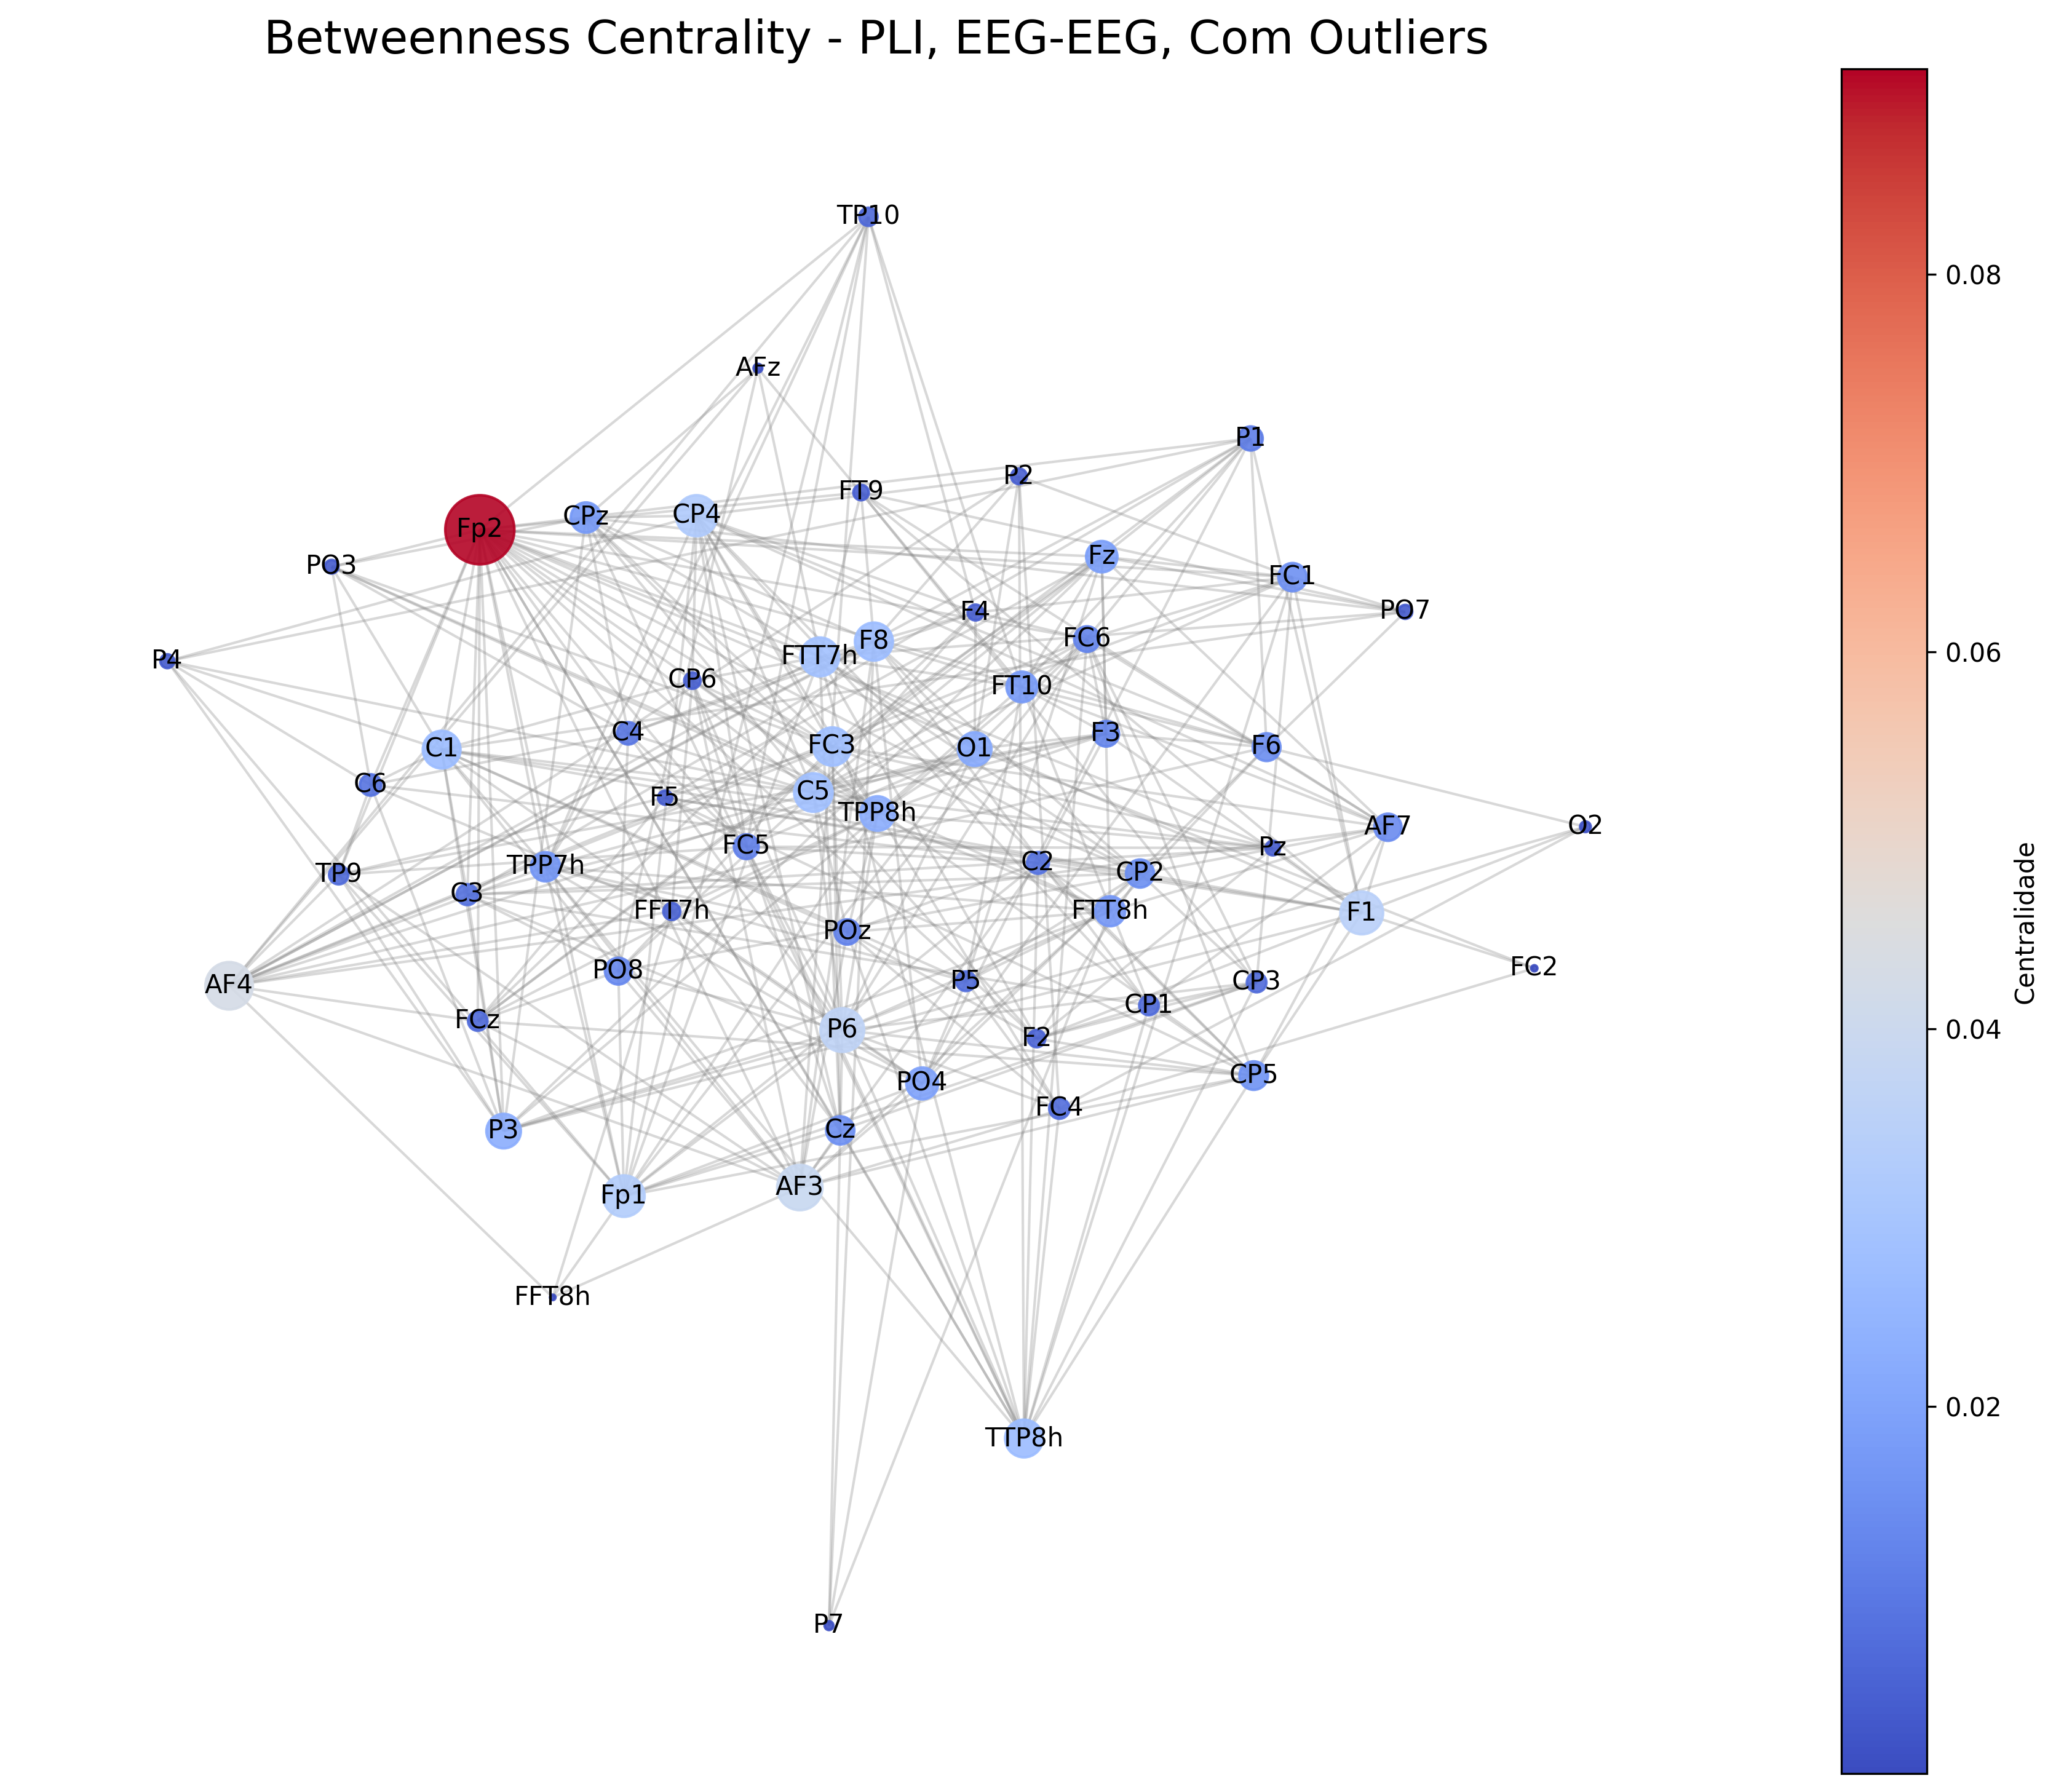 Betweenness Centrality - PLI, EEG-EEG, Com Outliers
TP10
AFz
P1
P2
FT9
CP4
CPz
Fp2
Fz
PO3
FC1
F4
PO7
FC6
F8
FTT7h
P4
CP6
FT10
C4
F3
FC3
O1
F6
C1
C6
C5
F5
TPP8h
AF7
O2
FC5
Pz
C2
TPP7h
CP2
TP9
C3
FFT7h
FTT8h
F1
POz
FC2
PO8
P5
CP3
AF4
CP1
FCz
P6
F2
CP5
PO4
FC4
P3
Cz
AF3
Fp1
FFT8h
TTP8h
P7
0.08
0.06
0.04
0.02
Centralidade